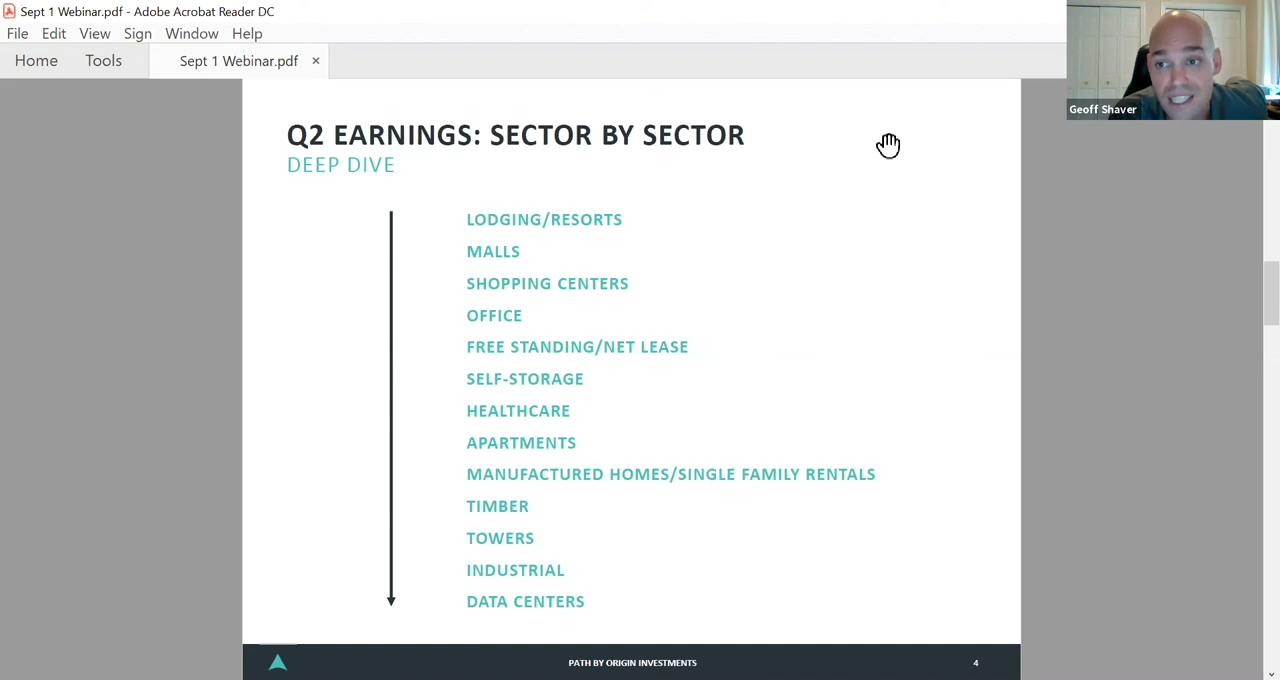 Sept 1 Webinar.pdf - Adobe Acrobat Reader DC
File Edit View Sign Window Help
Home Tools Sept 1 Webinar.pdf ×
Geoff Shaver
Q2 EARNINGS: SECTOR BY SECTOR
DEEP DIVE
LODGING/RESORTS
MALLS
SHOPPING CENTERS
OFFICE
FREE STANDING/NET LEASE
SELF-STORAGE
HEALTHCARE
APARTMENTS
MANUFACTURED HOMES/SINGLE FAMILY RENTALS
TIMBER
TOWERS
INDUSTRIAL
DATA CENTERS
PATH BY ORIGIN INVESTMENTS 4